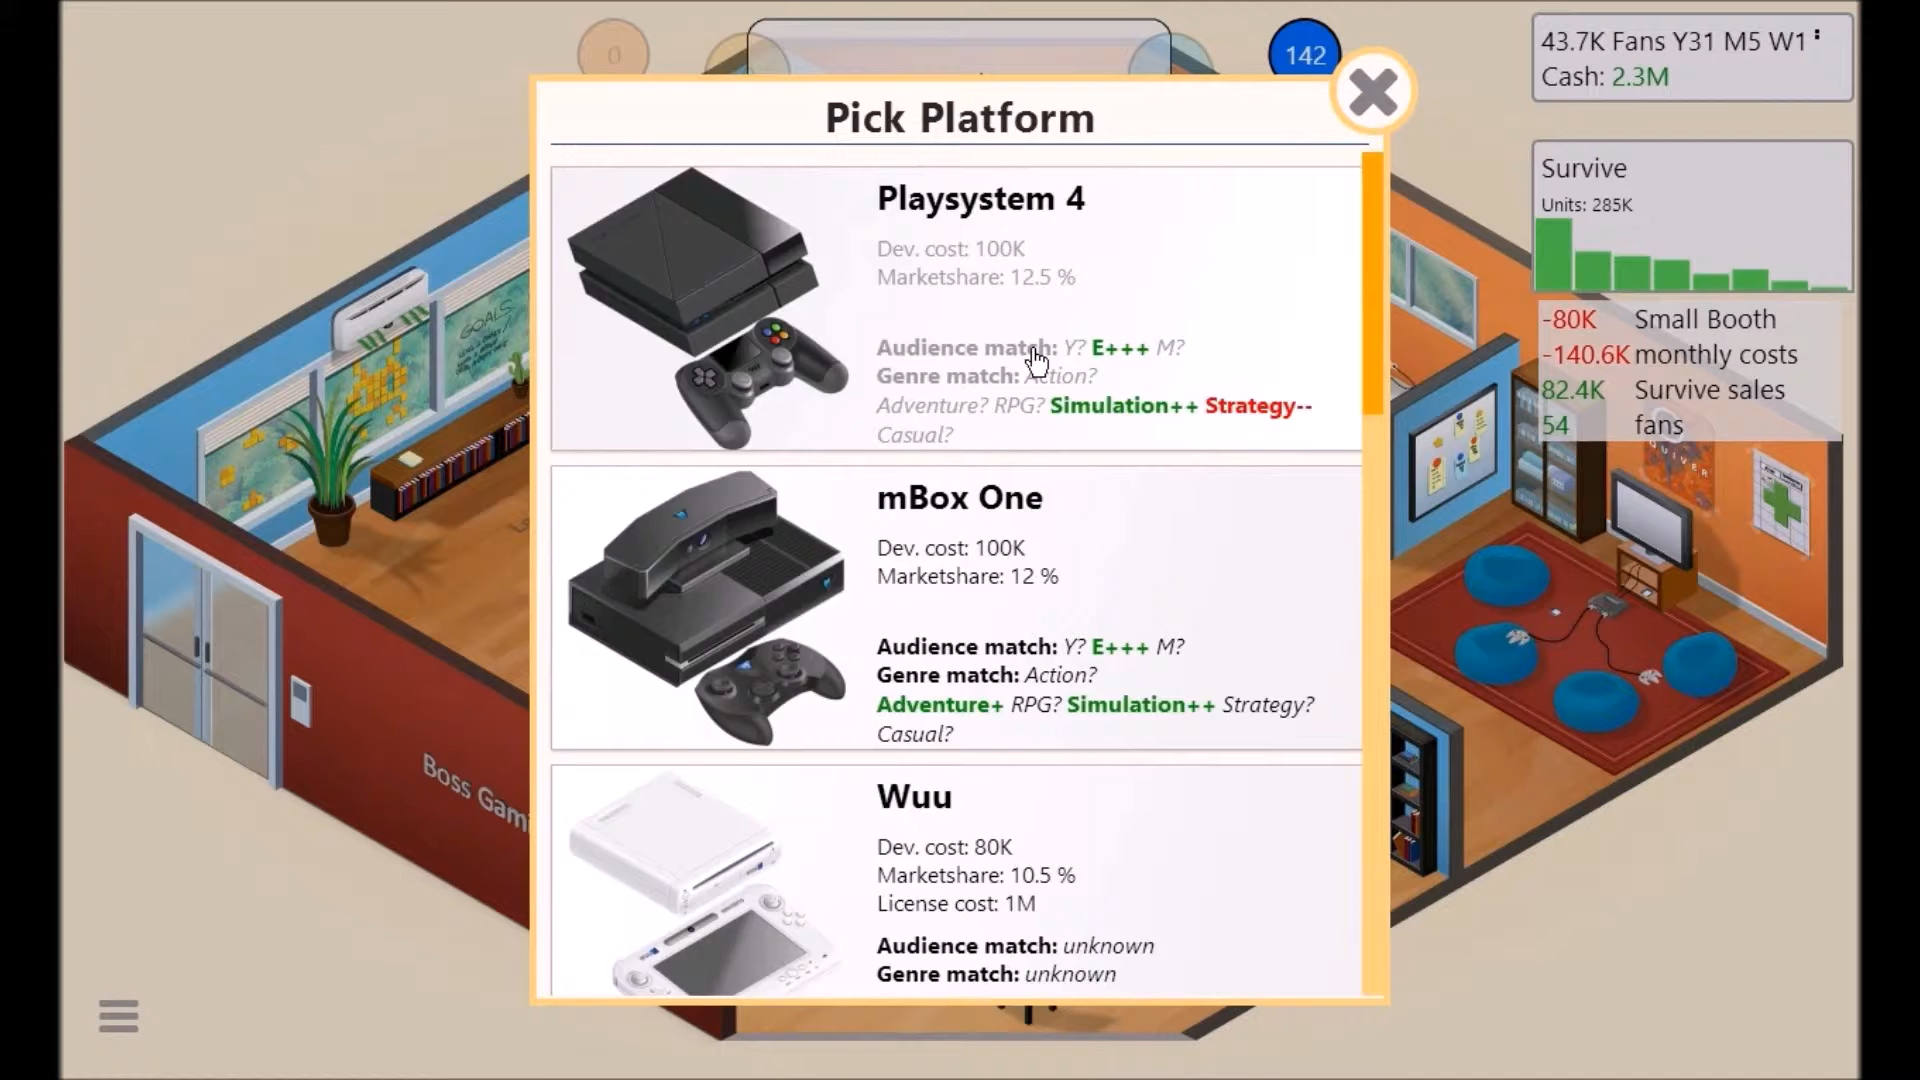 0
142
43.7K Fans Y31 M5 W1
Cash: 2.3M
Pick Platform
Playsystem 4
Dev. cost: 100K
Marketshare: 12.5 %
Audience match: Y? E+++ M?
Genre match: Action?
Adventure? RPG? Simulation++ Strategy--
Casual?
mBox One
Dev. cost: 100K
Marketshare: 12 %
Audience match: Y? E+++ M?
Genre match: Action?
Adventure+ RPG? Simulation++ Strategy?
Casual?
Wuu
Dev. cost: 80K
Marketshare: 10.5 %
License cost: 1M
Audience match: unknown
Genre match: unknown
Survive
Units: 285K
-80K Small Booth
-140.6K monthly costs
82.4K Survive sales
54 fans
GOALS
Boss Gam